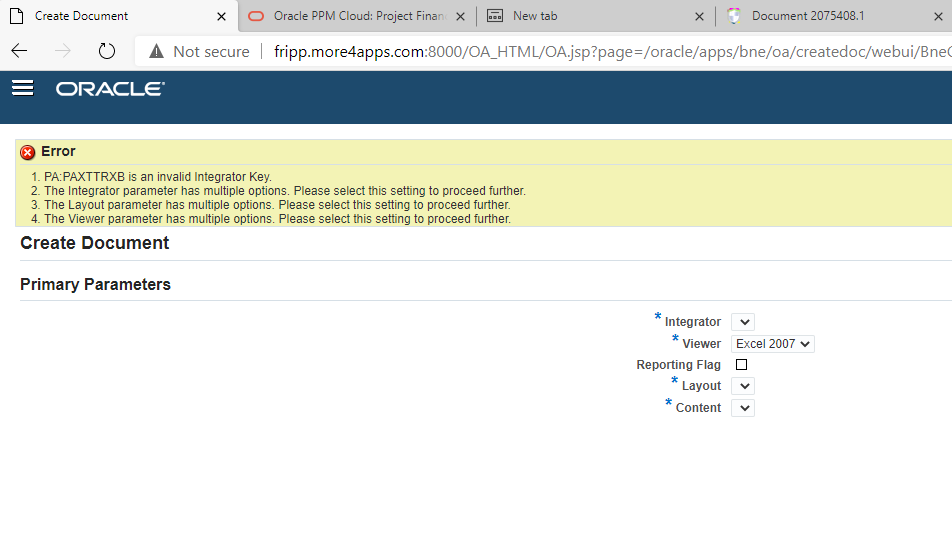 Create Document
Oracle PPM Cloud: Project Finan
New tab
Document 2075408.1
Not secure
fripp.more4apps.com:8000/OA_HTML/OA.jsp?page=/oracle/apps/bne/oa/createdoc/webui/BneC
ORACLE
Error
1. PA:PAXTTRXB is an invalid Integrator Key.
2. The Integrator parameter has multiple options. Please select this setting to proceed further.
3. The Layout parameter has multiple options. Please select this setting to proceed further.
4. The Viewer parameter has multiple options. Please select this setting to proceed further.
Create Document
Primary Parameters
* Integrator
* Viewer Excel 2007
Reporting Flag
* Layout
* Content